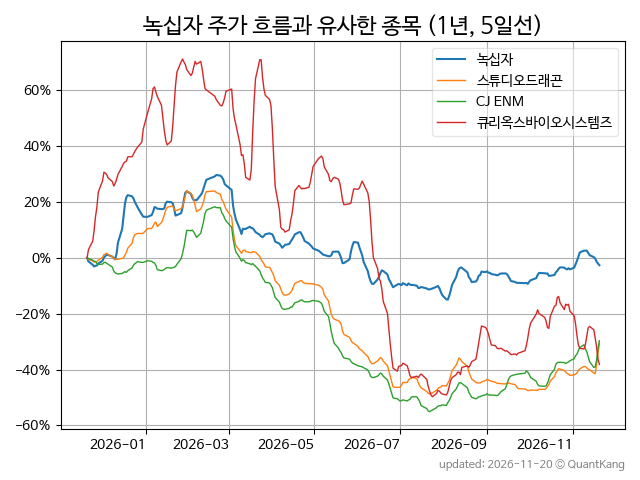 녹십자 주가 흐름과 유사한 종목 (1년, 5일선)
녹십자
스튜디오드래곤
CJ ENM
큐리옥스바이오시스템즈
60%
40%
20%
0%
−20%
−40%
−60%
2026-01
2026-03
2026-05
2026-07
2026-09
2026-11
updated: 2026-11-20 © QuantKang